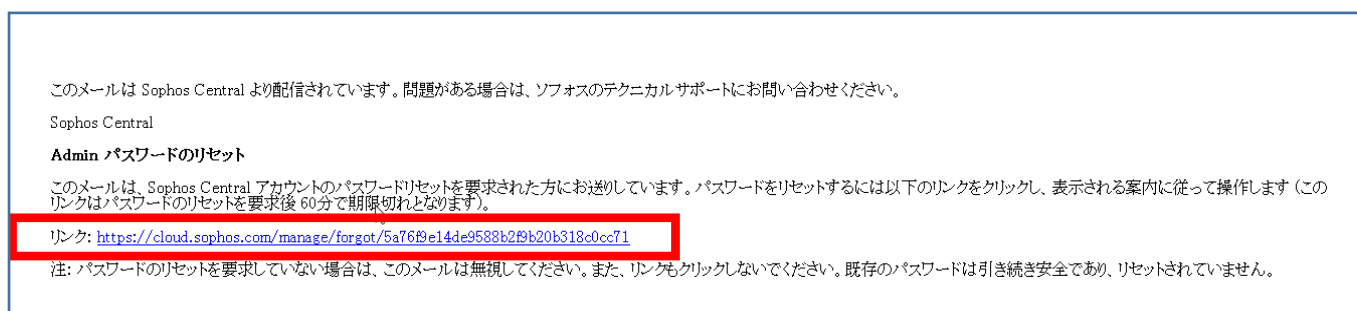 このメールは Sophos Central より配信されています。問題がある場合は、ソフォスのテクニカルサポートにお問い合わせください。
Sophos Central
Admin パスワードのリセット
このメールは、Sophos Central アカウントのパスワードリセットを要求された方にお送りしています。パスワードをリセットするには以下のリンクをクリックし、表示される案内に従って操作します (この
リンクはパスワードのリセットを要求後 60分で期限切れとなります)。
リンク: https://cloud.sophos.com/manage/forgot/5a76f9e14de9588b2f9b20b318c0cc71
注: パスワードのリセットを要求していない場合は、このメールは無視してください。また、リンクもクリックしないでください。既存のパスワードは引き続き安全であり、リセットされていません。